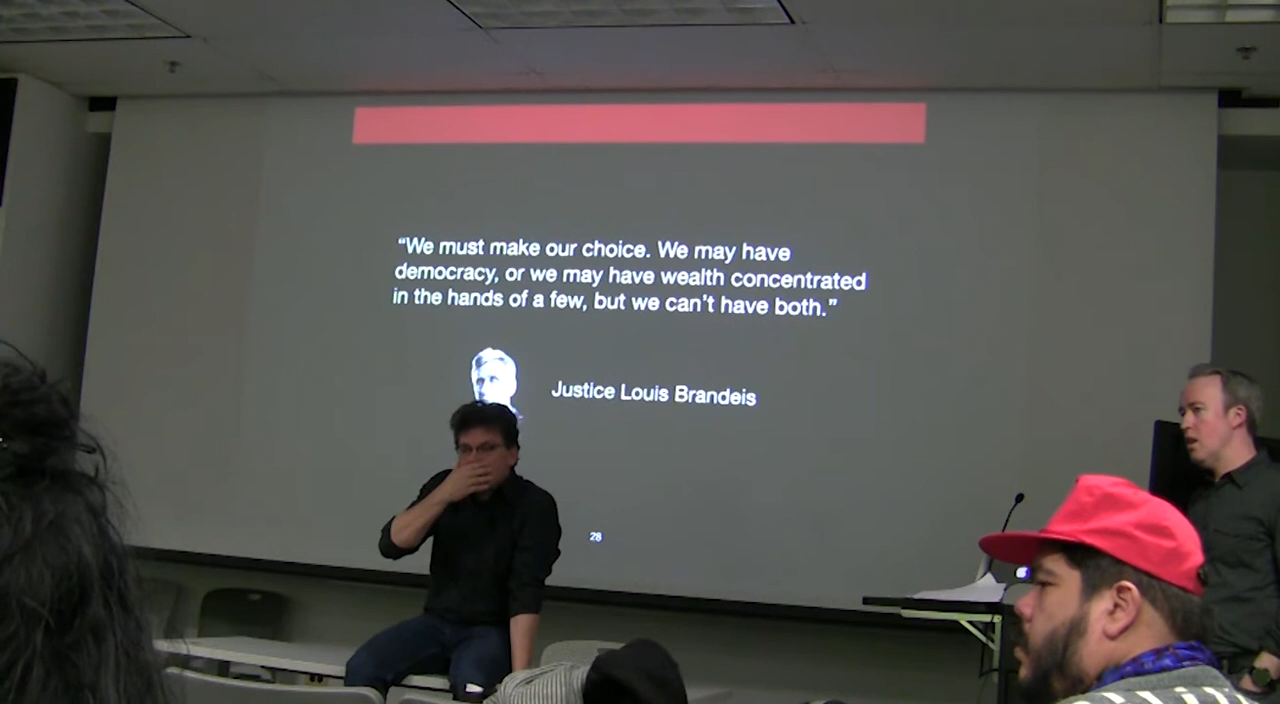 “We must make our choice. We may have
democracy, or we may have wealth concentrated
in the hands of a few, but we can’t have both.”
Justice Louis Brandeis
28